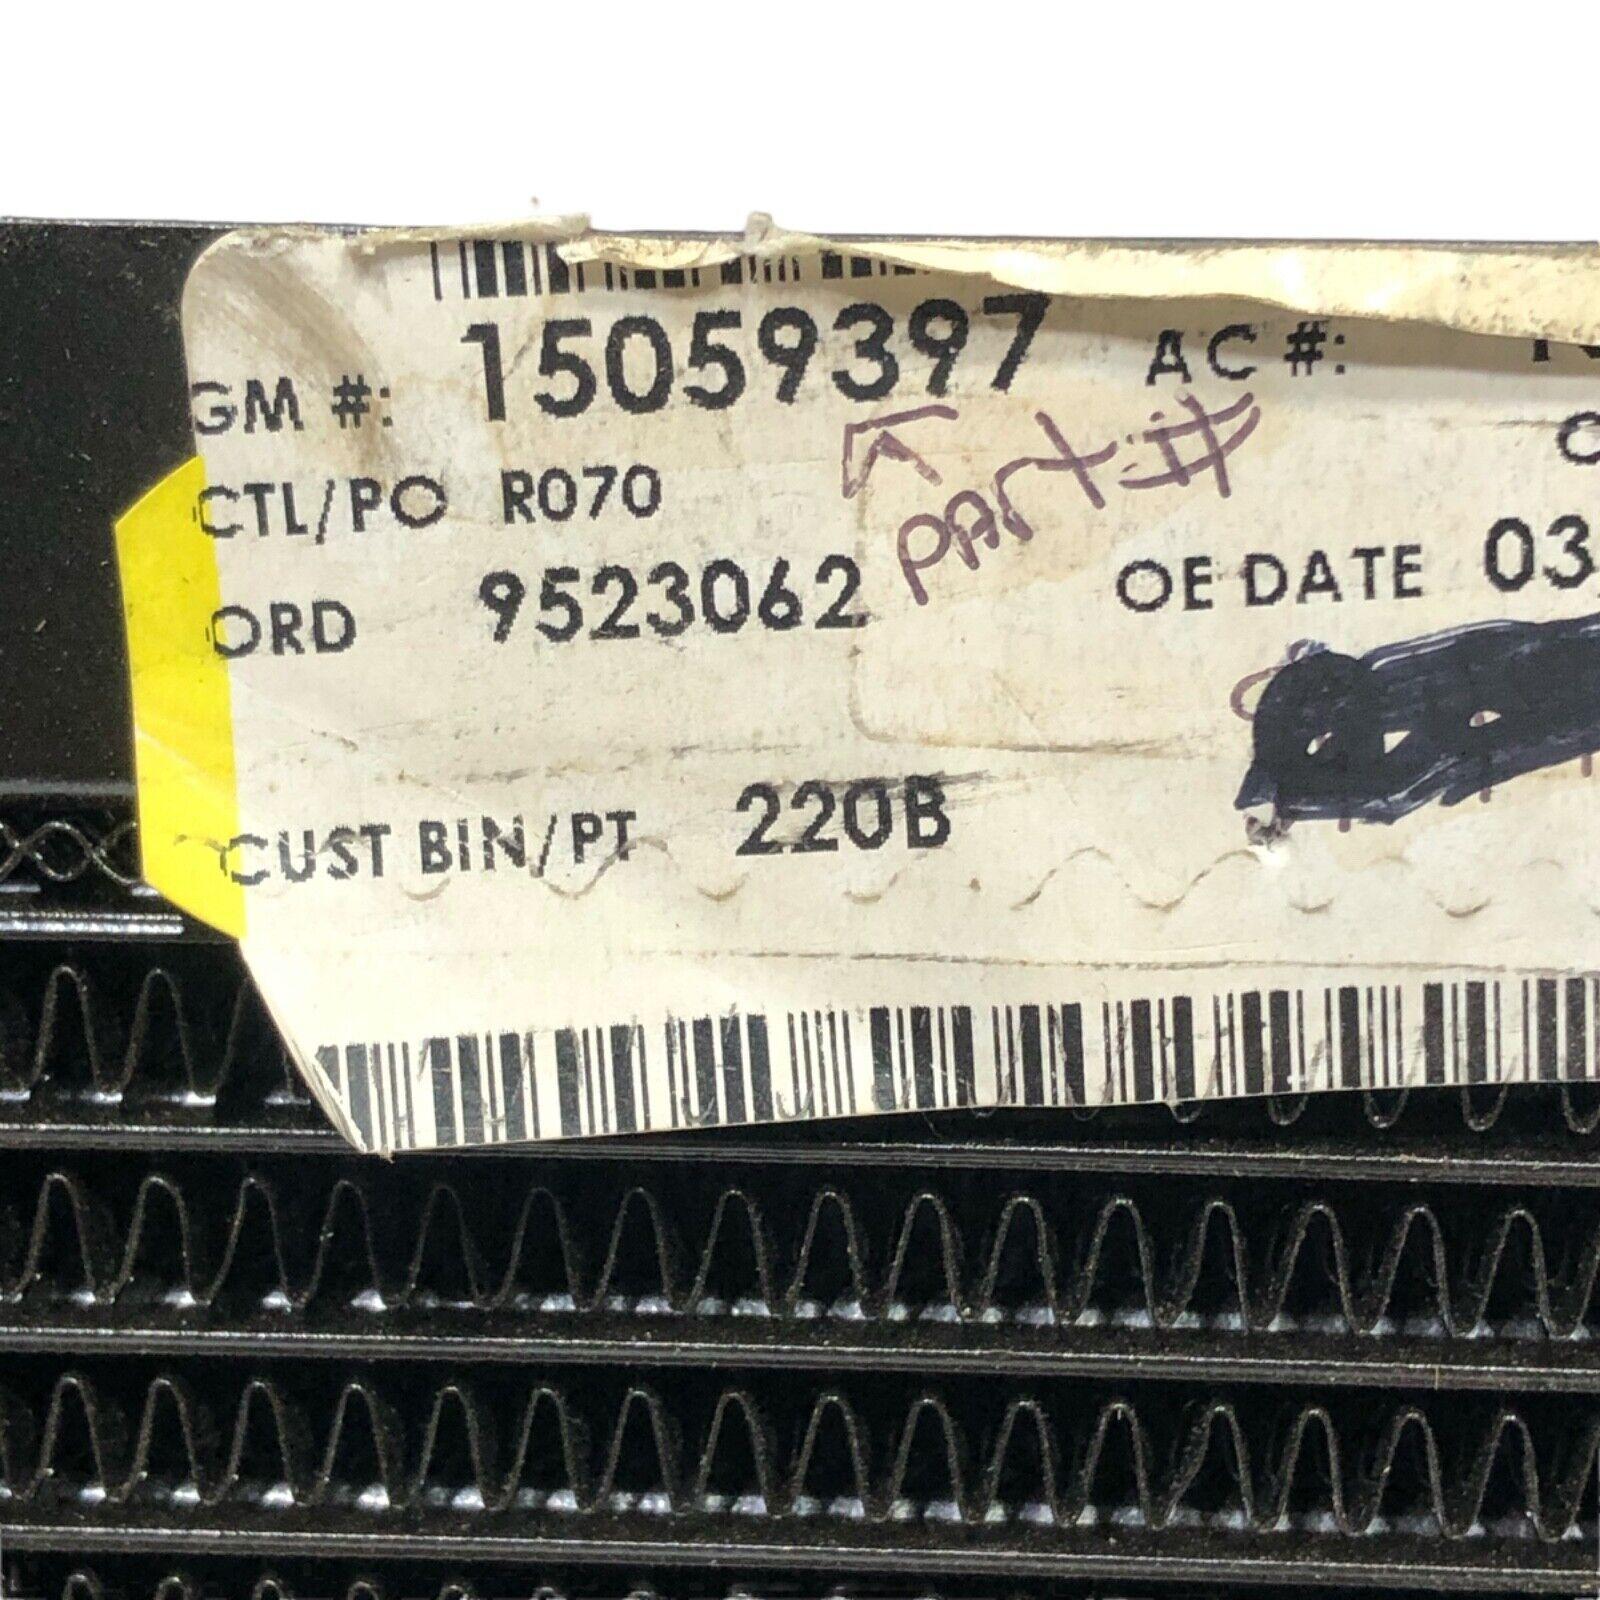 GM #: 15059397 AC #:
Part #
CTL/PO R070
ORD 9523062 OE DATE 03
CUST BIN/PT 220B